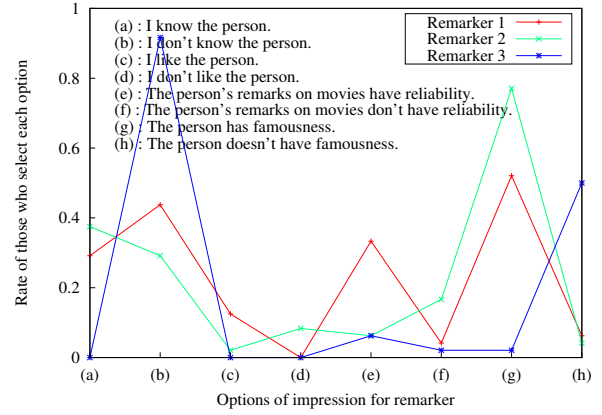 1
0.8
0.6
0.4
0.2
0
Rate of those who select each option
(a) : I know the person.
(b) : I don't know the person.
(c) : I like the person.
(d) : I don't like the person.
(e) : The person's remarks on movies have reliability.
(f) : The person's remarks on movies don't have reliability.
(g) : The person has famousness.
(h) : The person doesn't have famousness.
Remarker 1
Remarker 2
Remarker 3
(a) (b) (c) (d) (e) (f) (g) (h)
Options of impression for remarker